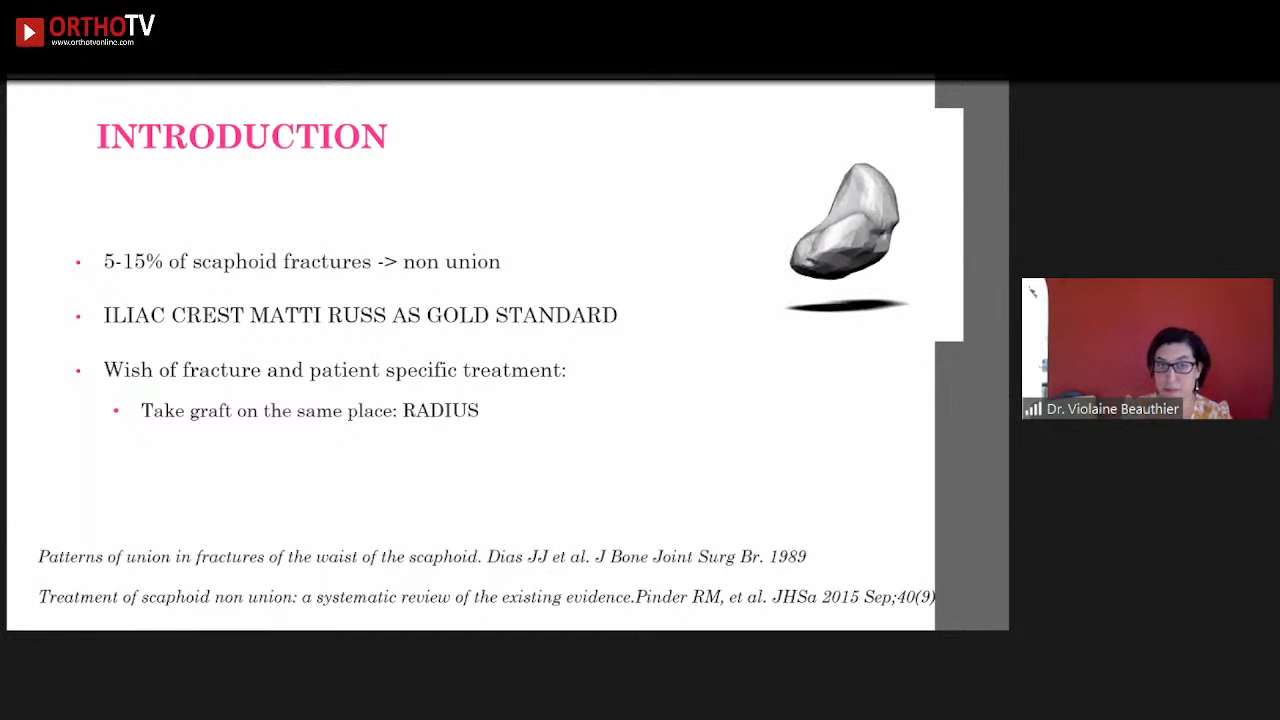 ORTHOTV
www.orthotvonline.com
INTRODUCTION
5-15% of scaphoid fractures -> non union
ILIAC CREST MATTI RUSS AS GOLD STANDARD
Wish of fracture and patient specific treatment:
Take graft on the same place: RADIUS
Dr. Violaine Beauthier
Patterns of union in fractures of the waist of the scaphoid. Dias JJ et al. J Bone Joint Surg Br. 1989
Treatment of scaphoid non union: a systematic review of the existing evidence.Pinder RM, et al. JHSa 2015 Sep;40(9)